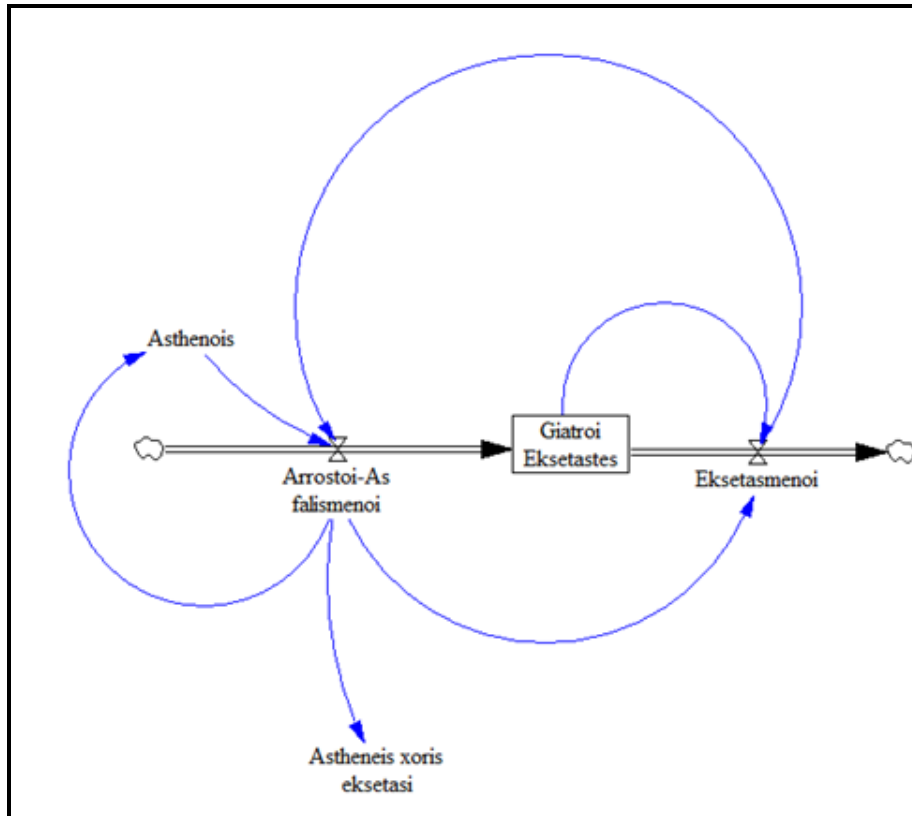 Asthenois
Giatroi
Eksetastes
Arrostoi-As
falismenoi
Eksetasmenoi
Astheneis xoris
eksetasi